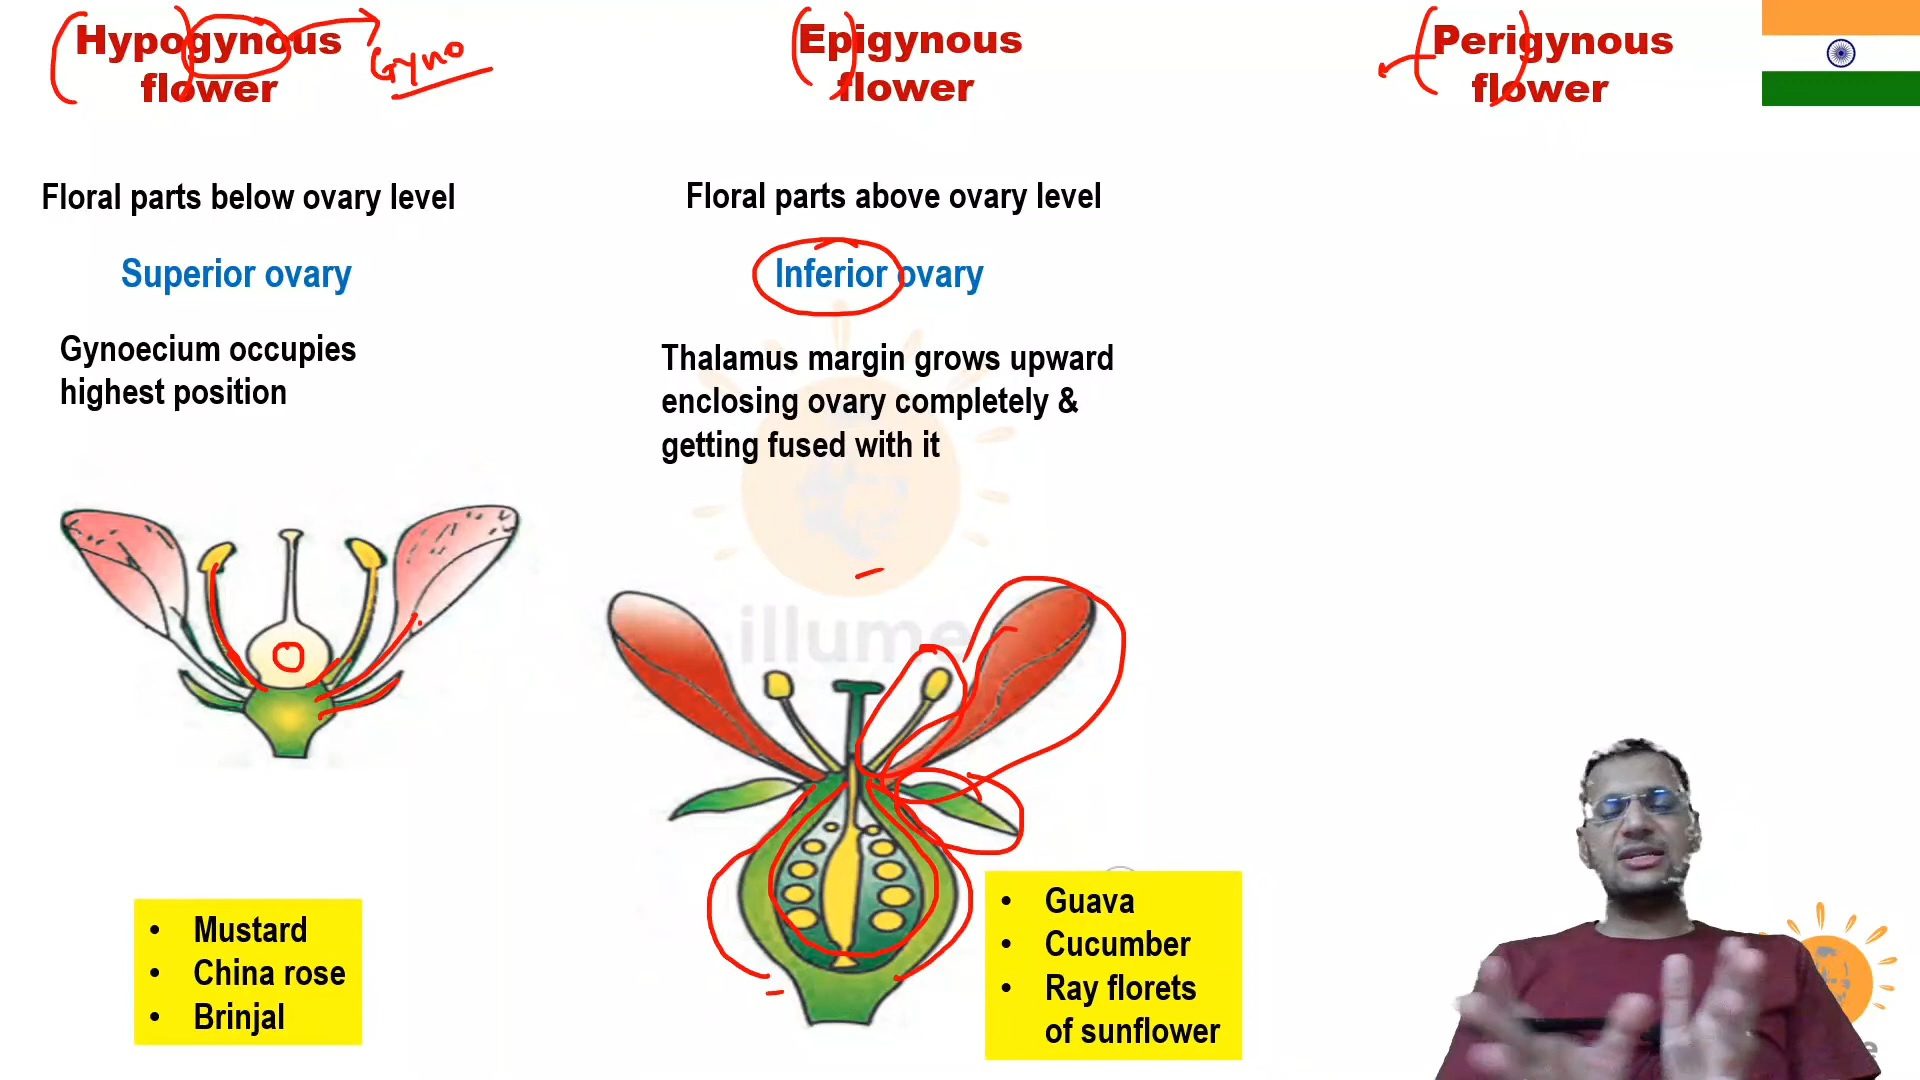 Hypogynous
flower
Gyno
Epigynous
flower
Perigynous
flower
Floral parts below ovary level
Superior ovary
Gynoecium occupies
highest position
Floral parts above ovary level
Inferior ovary
Thalamus margin grows upward
enclosing ovary completely &
getting fused with it
illume
• Mustard
• China rose
• Brinjal
• Guava
• Cucumber
• Ray florets
of sunflower